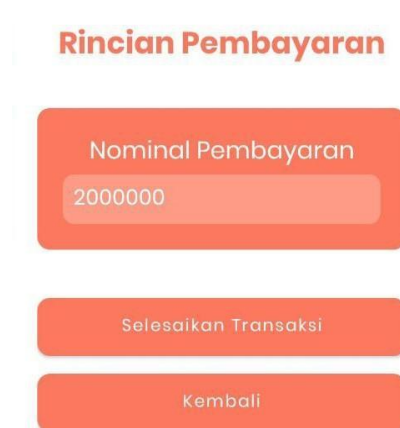 Rincian Pembayaran
Nominal Pembayaran
2000000
Selesaikan Transaksi
Kembali